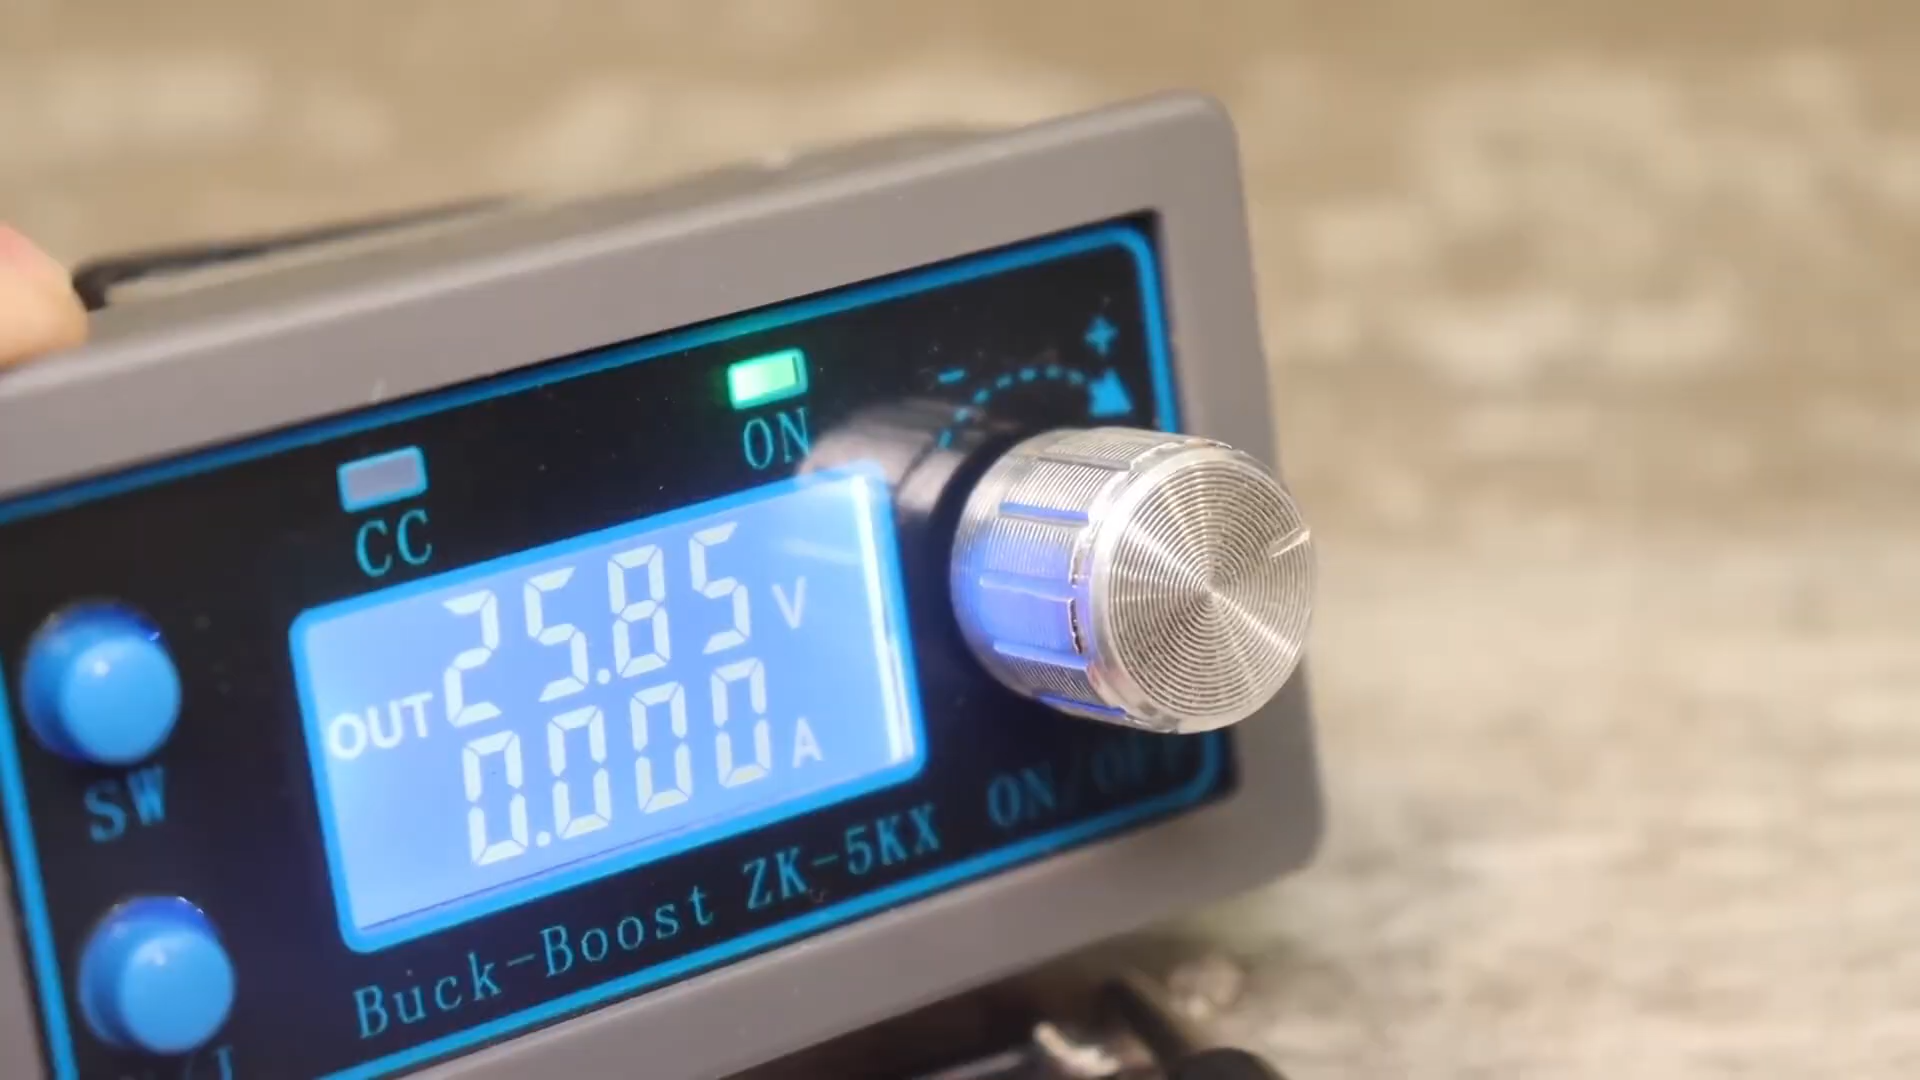 ON
CC
+
-
25.85 V
OUT
0.000 A
SW
ON/OFF
Buck-Boost ZK-5KX